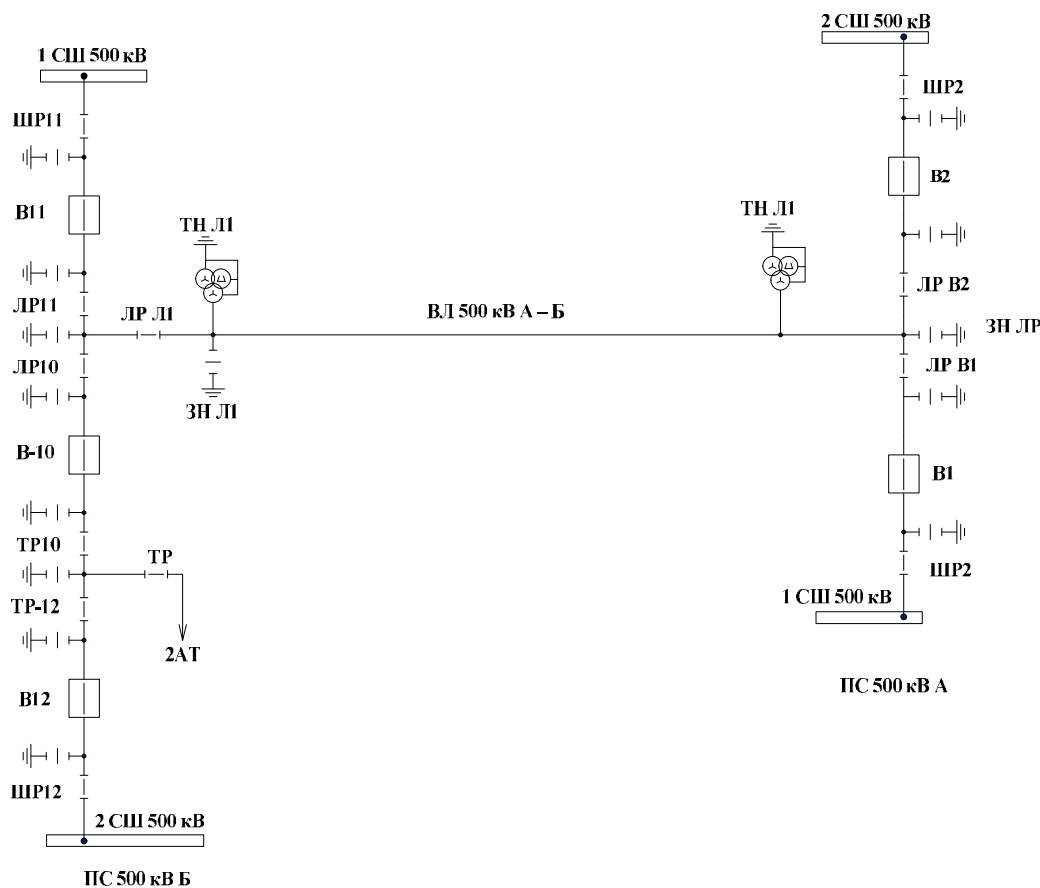 2 СШ 500 кВ
1 СШ 500 кВ
ШР2
ШР11
В2
В11
ТН Л1
ТН Л1
ЛР В2
ЛР11
ЛР Л1
ВЛ 500 кВ А – Б
ЗН ЛР
ЛР10
ЛР В1
ЗН Л1
В-10
В1
ТР10
ТР
ШР2
ТР-12
1 СШ 500 кВ
2АТ
В12
ПС 500 кВ А
ШР12
2 СШ 500 кВ
ПС 500 кВ Б